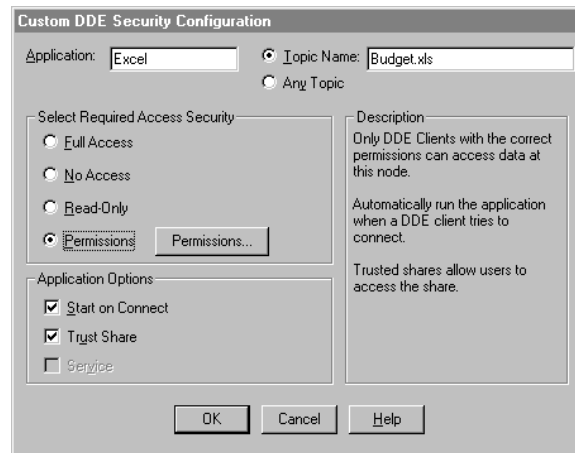 Custom DDE Security Configuration
Application: Excel Topic Name: Budget.xls
Any Topic
Select Required Access Security
Full Access
No Access
Read-Only
Permissions Permissions...
Application Options
Start on Connect
Trust Share
Service
Description
Only DDE Clients with the correct
permissions can access data at
this node.
Automatically run the application
when a DDE client tries to
connect.
Trusted shares allow users to
access the share.
OK Cancel Help